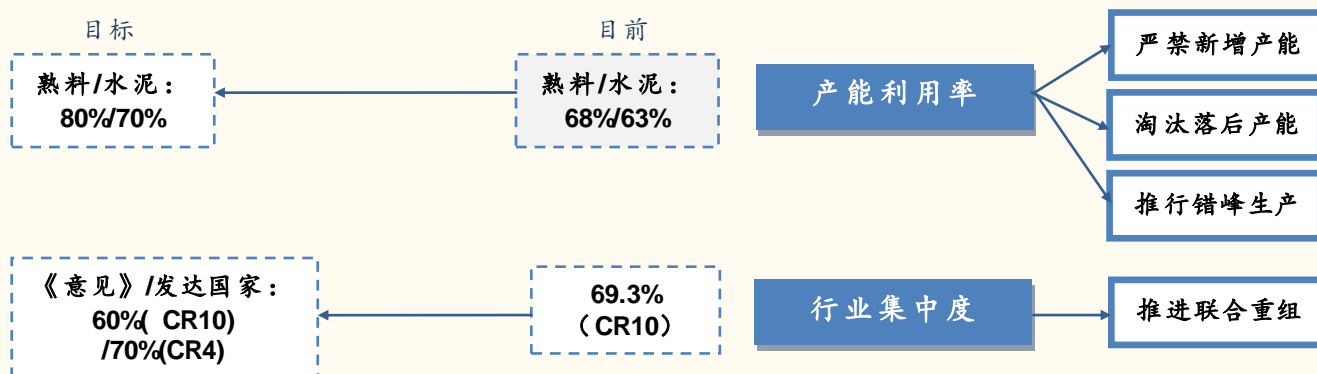 目标
目前
熟料/水泥：
80%/70%
熟料/水泥：
68%/63%
产能利用率
严禁新增产能
淘汰落后产能
推行错峰生产
《意见》/发达国家：
60%( CR10)
/70%(CR4)
69.3%
（CR10）
行业集中度
推进联合重组